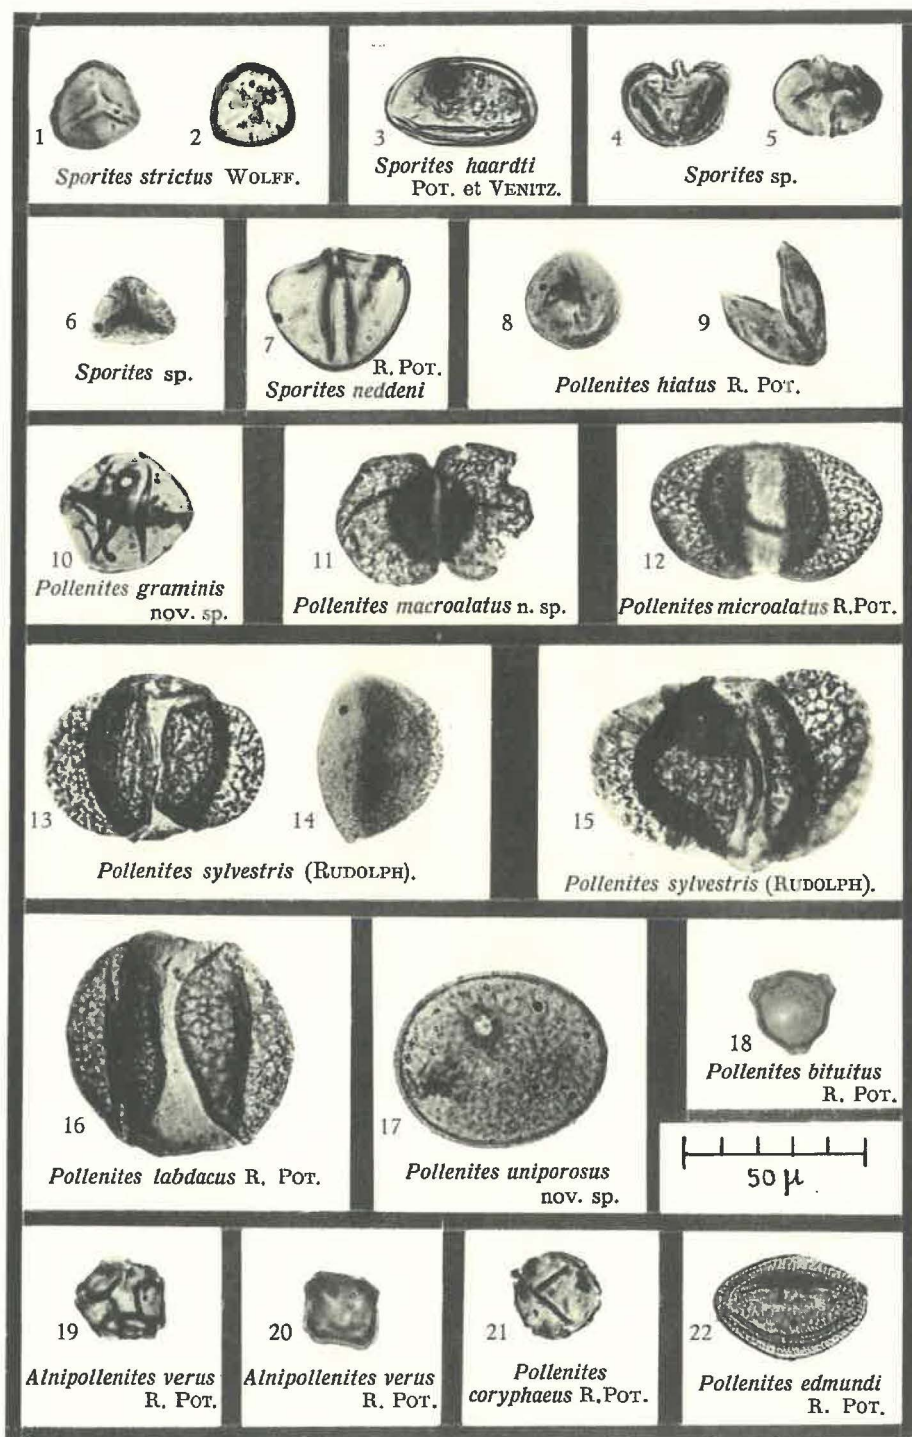 1
2
Sporites strictus WOLFF.
3
Sporites haardti
POT. et VENITZ.
4
5
Sporites sp.
6
Sporites sp.
7
R. POT.
Sporites neddeni
8
9
Pollenites hiatus R. POT.
10
Pollenites graminis
nov. sp.
11
Pollenites macroalatus n. sp.
12
Pollenites microalatus R.POT.
13
14
Pollenites sylvestris (RUDOLPH).
15
Pollenites sylvestris (RUDOLPH).
16
Pollenites labdacus R. POT.
17
Pollenites uniporosus
nov. sp.
18
Pollenites bituitus
R. POT.
50 µ
19
Alnipollenites verus
R. POT.
20
Alnipollenites verus
R. POT.
21
Pollenites
coryphaeus R.POT.
22
Pollenites edmundi
R. POT.